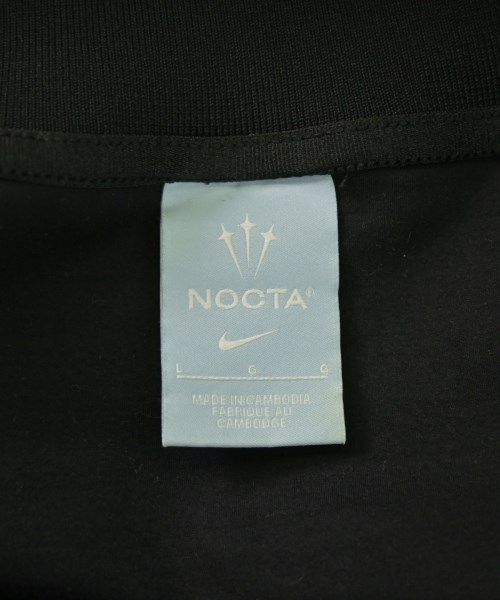 NOCTA®
L G G
MADE IN CAMBODIA
FABRIQUE AU
CAMBODGE